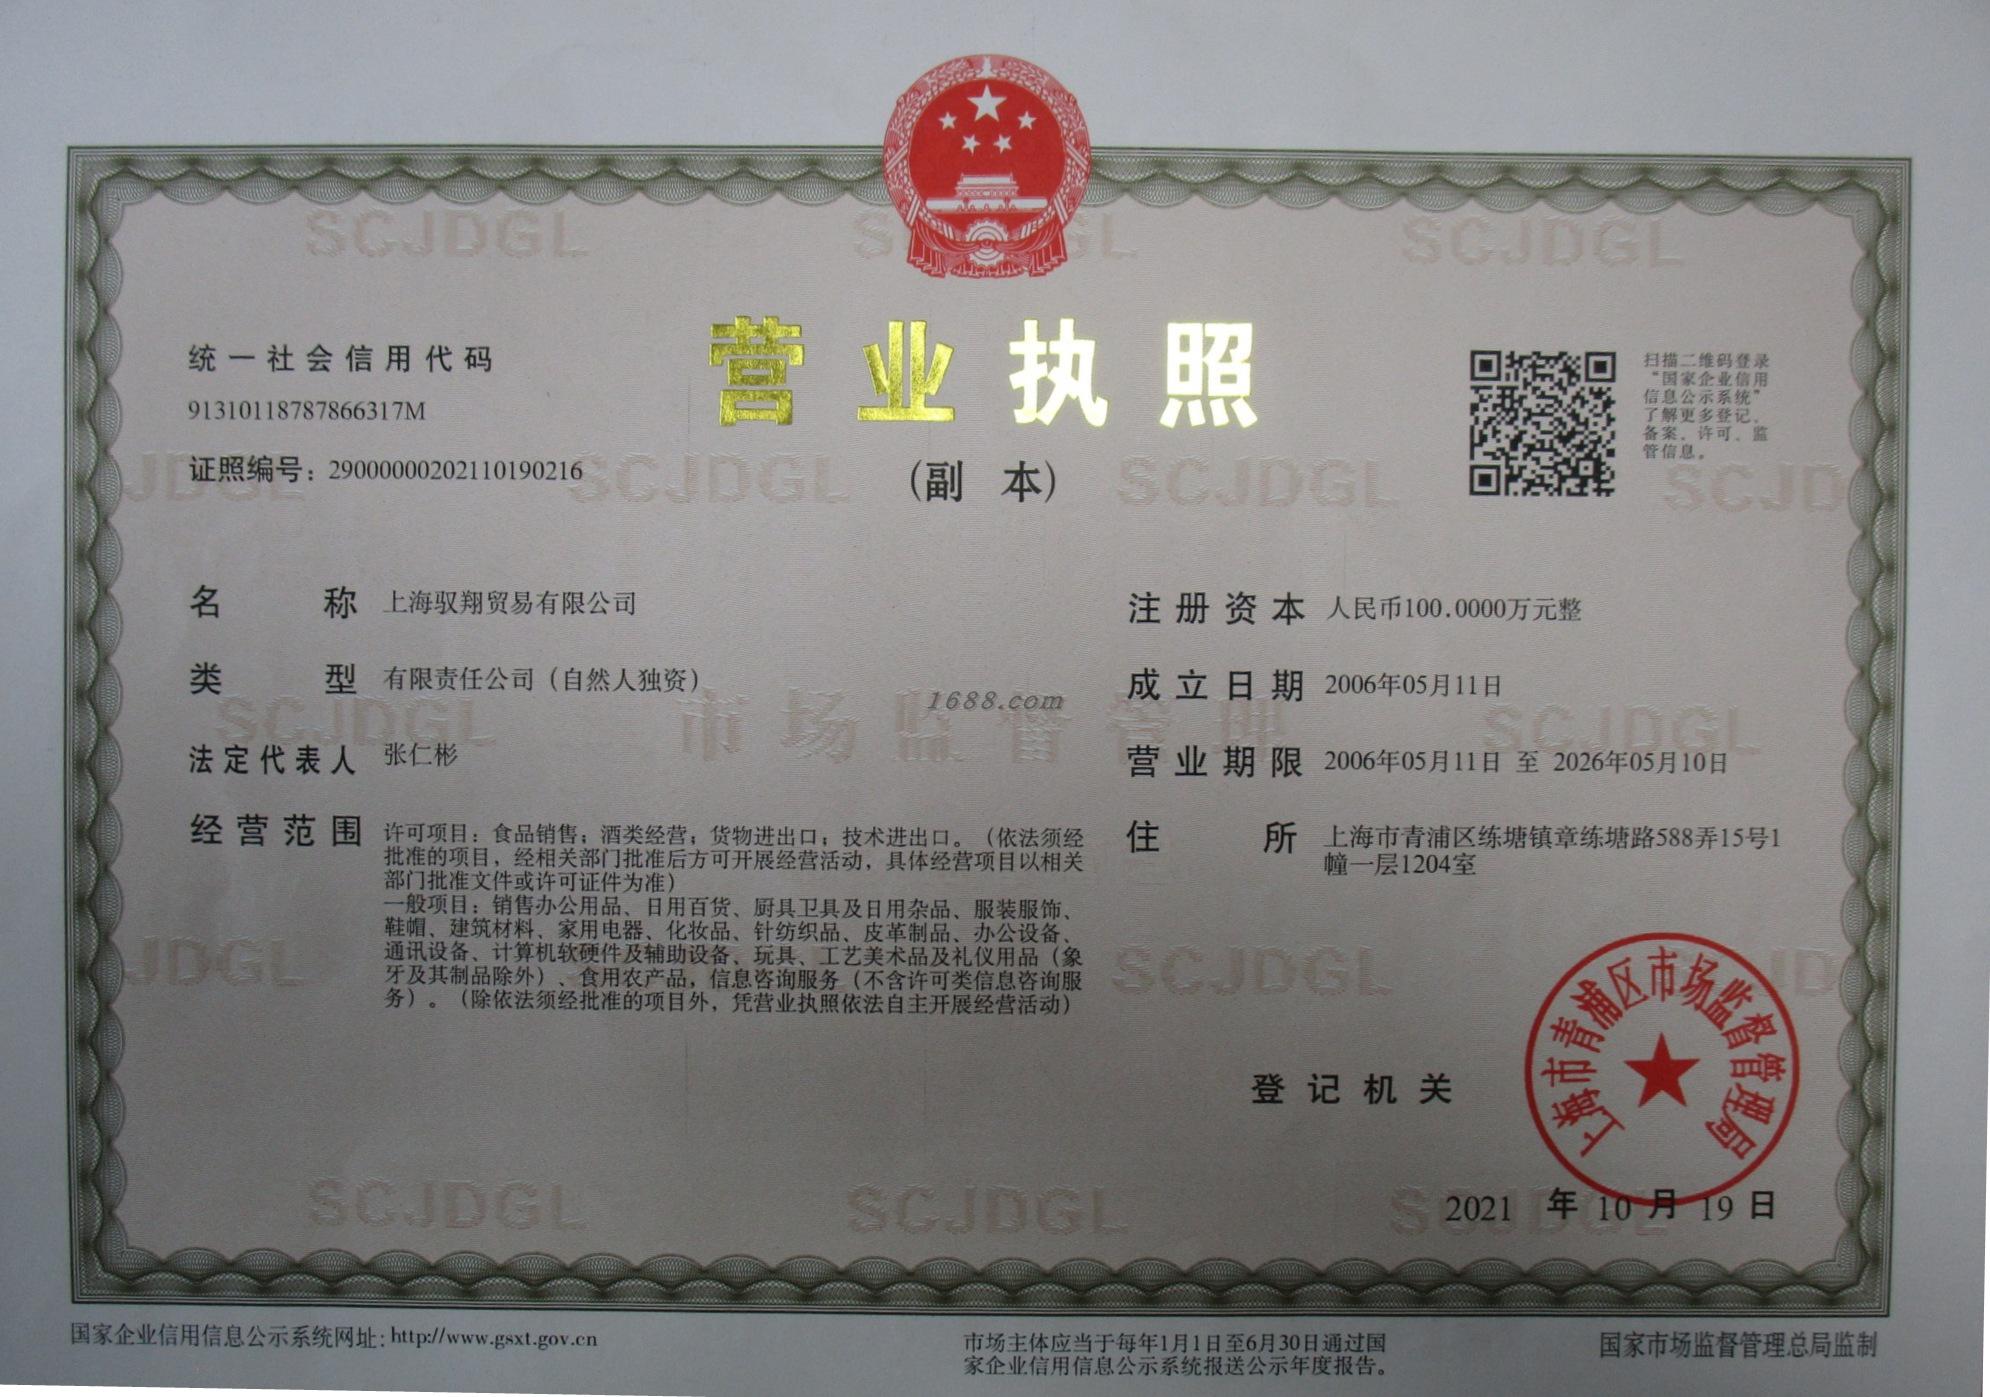 SCJDGL
SCJDGL
营业执照
(副 本)
统一社会信用代码
91310118787866317M
证照编号：29000000202110190216
扫描二维码登录
“国家企业信用
信息公示系统”
了解更多登记、
备案、许可、监
管信息。
JDGL
SCJDGL
SCJDGL
SCJD
名 称 上海驭翔贸易有限公司
类 型 有限责任公司（自然人独资）
法定代表人 张仁彬
经营范围 许可项目：食品销售；酒类经营；货物进出口；技术进出口。（依法须经
批准的项目，经相关部门批准后方可开展经营活动，具体经营项目以相关
部门批准文件或许可证件为准）
一般项目：销售办公用品、日用百货、厨具卫具及日用杂品、服装服饰、
鞋帽、建筑材料、家用电器、化妆品、针纺织品、皮革制品、办公设备、
通讯设备、计算机软硬件及辅助设备、玩具、工艺美术品及礼仪用品（象
牙及其制品除外）、食用农产品，信息咨询服务（不含许可类信息咨询服
务）。（除依法须经批准的项目外，凭营业执照依法自主开展经营活动）
注册资本 人民币100.0000万元整
成立日期 2006年05月11日
营业期限 2006年05月11日 至 2026年05月10日
住 所 上海市青浦区练塘镇章练塘路588弄15号1
幢一层1204室
SCJDGL
市场监督管理
SCJDGL
1688.com
JDGL
SCJDGL
登记机关
上海市青浦区市场监督管理局
2021 年 10 月 19 日
SCJDGL
SCJDGL
国家企业信用信息公示系统网址：http://www.gsxt.gov.cn
市场主体应当于每年1月1日至6月30日通过国
家企业信用信息公示系统报送公示年度报告。
国家市场监督管理总局监制